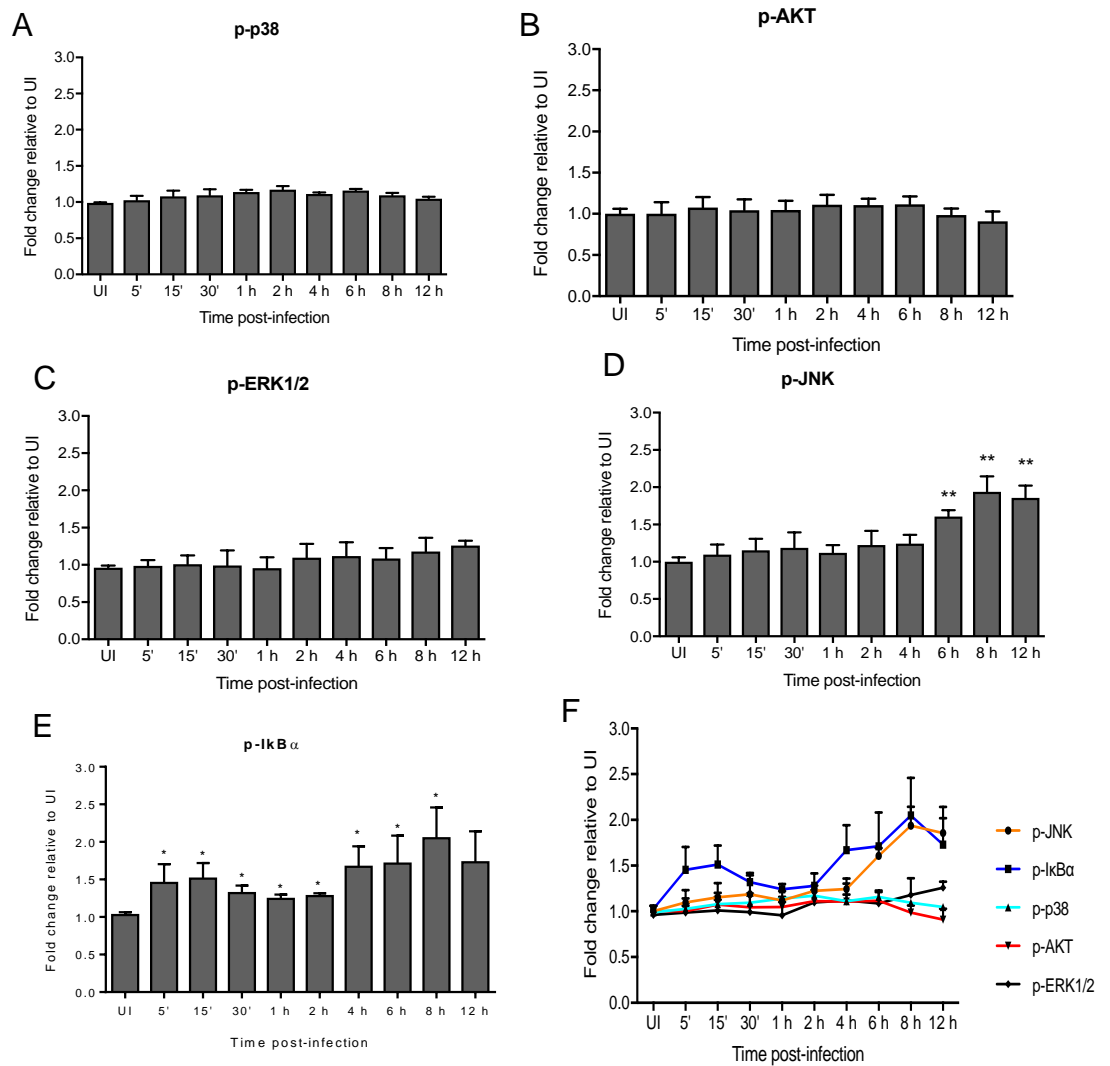 A
p-p38
Fold change relative to UI
3.0
2.5
2.0
1.5
1.0
0.5
0.0
UI 5' 15' 30' 1 h 2 h 4 h 6 h 8 h 12 h
Time post-infection
B
p-AKT
Fold change relative to UI
3.0
2.5
2.0
1.5
1.0
0.5
0.0
UI 5' 15' 30' 1 h 2 h 4 h 6 h 8 h 12 h
Time post-infection
C
p-ERK1/2
Fold change relative to UI
3.0
2.5
2.0
1.5
1.0
0.5
0.0
UI 5' 15' 30' 1 h 2 h 4 h 6 h 8 h 12 h
Time post-infection
D
p-JNK
Fold change relative to UI
3.0
2.5
2.0
1.5
1.0
0.5
0.0
** ** **
UI 5' 15' 30' 1 h 2 h 4 h 6 h 8 h 12 h
Time post-infection
E
p-IkBα
Fold change relative to UI
3.0
2.5
2.0
1.5
1.0
0.5
0.0
* * * * * * * *
UI 5' 15' 30' 1 h 2 h 4 h 6 h 8 h 12 h
Time post-infection
F
Fold change relative to UI
3.0
2.5
2.0
1.5
1.0
0.5
0.0
UI 5' 15' 30' 1 h 2 h 4 h 6 h 8 h 12 h
Time post-infection
p-JNK
p-IκBα
p-p38
p-AKT
p-ERK1/2